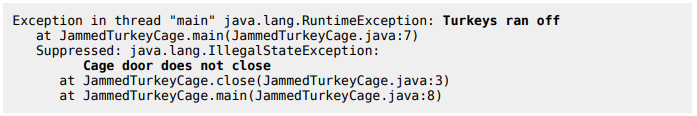 Exception in thread "main" java.lang.RuntimeException: Turkeys ran off
at JammedTurkeyCage.main(JammedTurkeyCage.java:7)
Suppressed: java.lang.IllegalStateException:
Cage door does not close
at JammedTurkeyCage.close(JammedTurkeyCage.java:3)
at JammedTurkeyCage.main(JammedTurkeyCage.java:8)